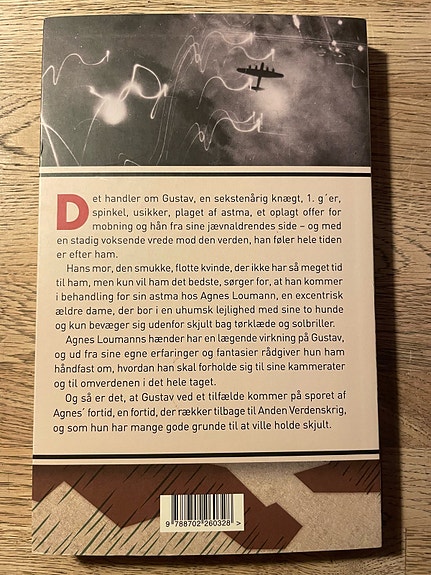 Det handler om Gustav, en sekstenårig knægt, 1. g´er,
spinkel, usikker, plaget af astma, et oplagt offer for
mobning og hån fra sine jævnaldrendes side – og med
en stadig voksende vrede mod den verden, han føler hele tiden
er efter ham.
Hans mor, den smukke, flotte kvinde, der ikke har så meget tid
til ham, men kun vil ham det bedste, sørger for, at han kommer
i behandling for sin astma hos Agnes Loumann, en excentrisk
ældre dame, der bor i en uhumsk lejlighed med sine to hunde
og kun bevæger sig udenfor skjult bag tørklæde og solbriller.
Agnes Loumanns hænder har en lægende virkning på Gustav,
og ud fra sine egne erfaringer og fantasier rådgiver hun ham
håndfast om, hvordan han skal forholde sig til sine kammerater
og til omverdenen i det hele taget.
Og så er det, at Gustav ved et tilfælde kommer på sporet af
Agnes´ fortid, en fortid, der rækker tilbage til Anden Verdenskrig,
og som hun har mange gode grunde til at ville holde skjult.
9 788702 260328 >